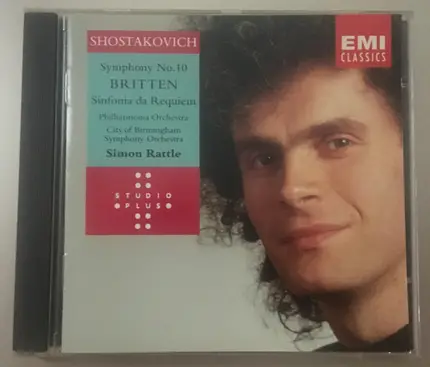 SHOSTAKOVICH
Symphony No.10
BRITTEN
Sinfonia da Requiem
Philharmonia Orchestra
City of Birmingham
Symphony Orchestra
Simon Rattle
STUDIO
PLUS
EMI
CLASSICS